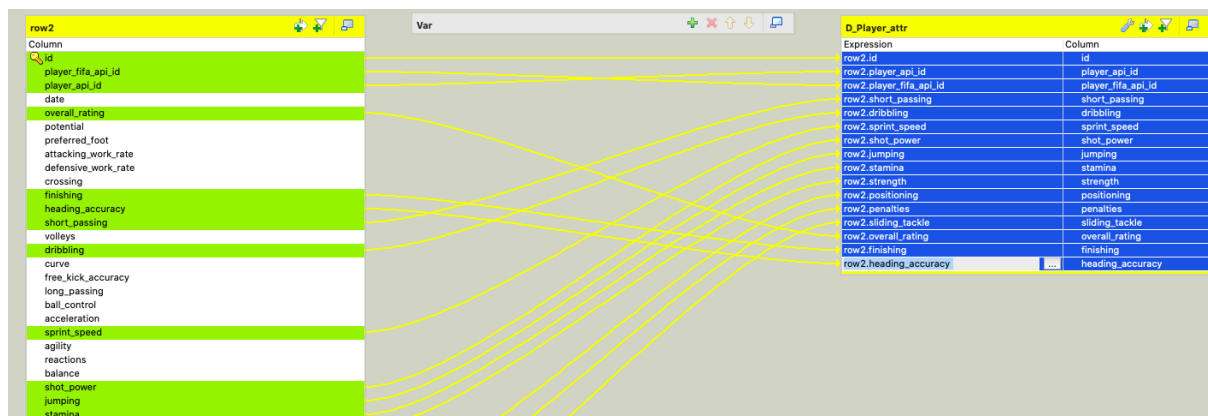 row2
Column
id
player_fifa_api_id
player_api_id
date
overall_rating
potential
preferred_foot
attacking_work_rate
defensive_work_rate
crossing
finishing
heading_accuracy
short_passing
volleys
dribbling
curve
free_kick_accuracy
long_passing
ball_control
acceleration
sprint_speed
agility
reactions
balance
shot_power
jumping
stamina
Var
D_Player_attr
Expression Column
row2.id id
row2.player_api_id player_api_id
row2.player_fifa_api_id player_fifa_api_id
row2.short_passing short_passing
row2.dribbling dribbling
row2.sprint_speed sprint_speed
row2.shot_power shot_power
row2.jumping jumping
row2.stamina stamina
row2.strength strength
row2.positioning positioning
row2.penalties penalties
row2.sliding_tackle sliding_tackle
row2.overall_rating overall_rating
row2.finishing finishing
row2.heading_accuracy ... heading_accuracy